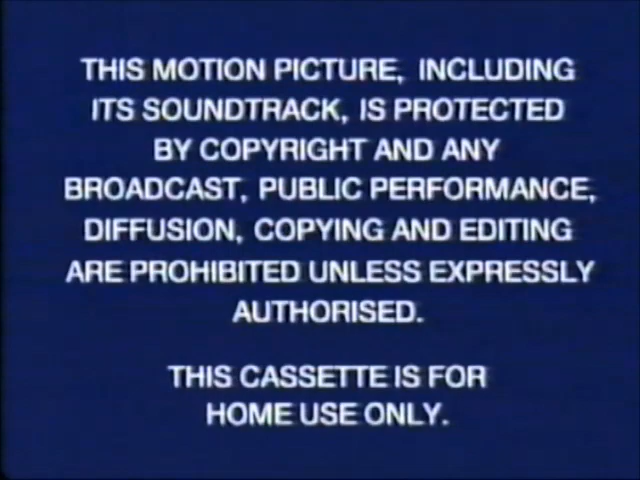 THIS MOTION PICTURE, INCLUDING
ITS SOUNDTRACK, IS PROTECTED
BY COPYRIGHT AND ANY
BROADCAST, PUBLIC PERFORMANCE,
DIFFUSION, COPYING AND EDITING
ARE PROHIBITED UNLESS EXPRESSLY
AUTHORISED.
THIS CASSETTE IS FOR
HOME USE ONLY.